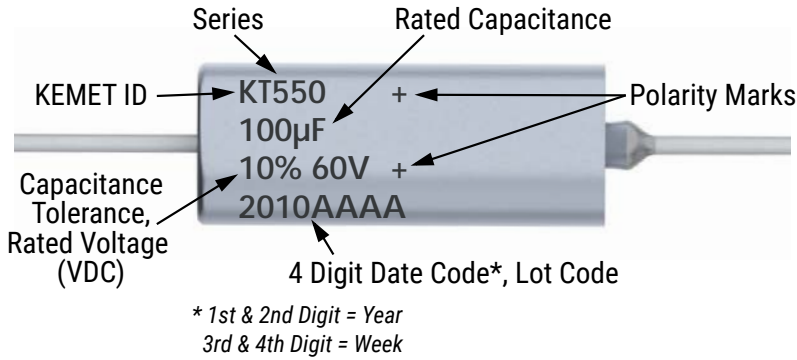 Series
Rated Capacitance
KEMET ID
KT550 +
Polarity Marks
100µF
10% 60V +
Capacitance
Tolerance,
Rated Voltage
(VDC)
2010AAAA
4 Digit Date Code*, Lot Code
* 1st & 2nd Digit = Year
3rd & 4th Digit = Week